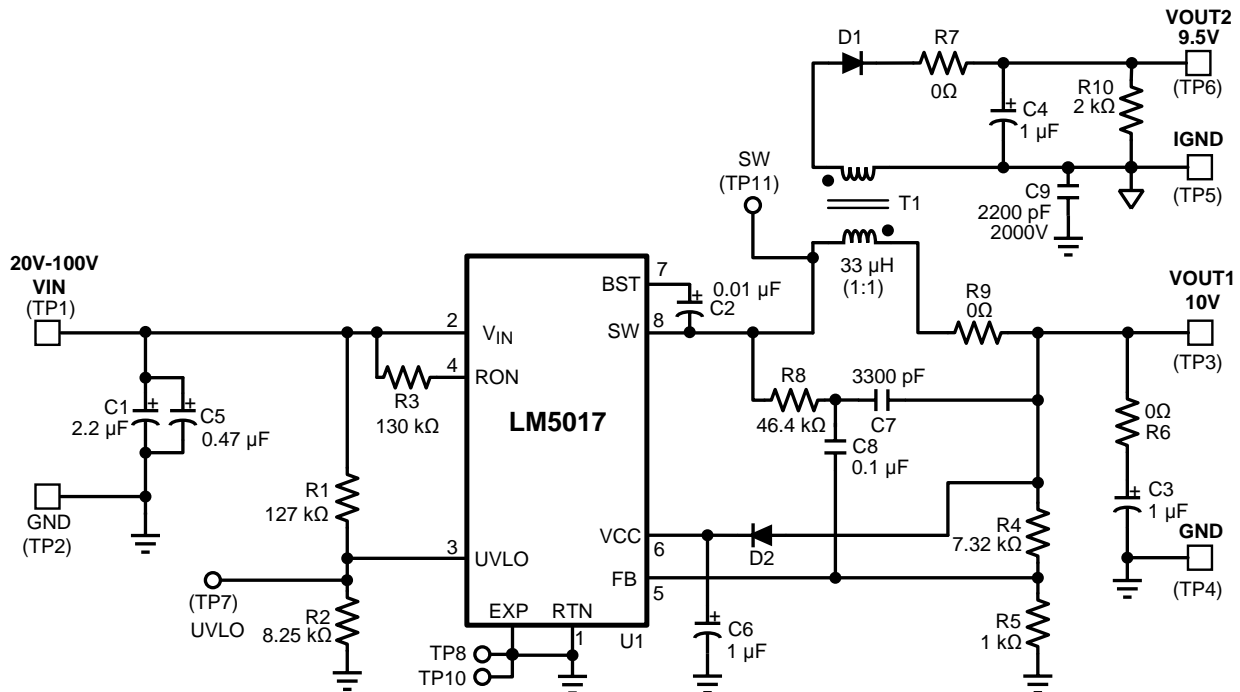 VOUT2
9.5V
(TP6)
D1
R7
0Ω
C4
+
1 µF
R10
2 kΩ
IGND
(TP5)
C9
2200 pF
2000V
SW
(TP11)
T1
33 µH
(1:1)
20V-100V
VIN
(TP1)
2
VIN
4
RON
R3
130 kΩ
+
C1
2.2 µF
+
C5
0.47 µF
GND
(TP2)
R1
127 kΩ
3
UVLO
(TP7)
UVLO
R2
8.25 kΩ
LM5017
BST
7
+
0.01 µF
C2
SW
8
R8
46.4 kΩ
3300 pF
C7
C8
0.1 µF
R9
0Ω
VOUT1
10V
(TP3)
0Ω
R6
+
C3
1 µF
GND
(TP4)
VCC
6
D2
R4
7.32 kΩ
FB
5
R5
1 kΩ
EXP
RTN
1
U1
TP8
TP10
+
C6
1 µF